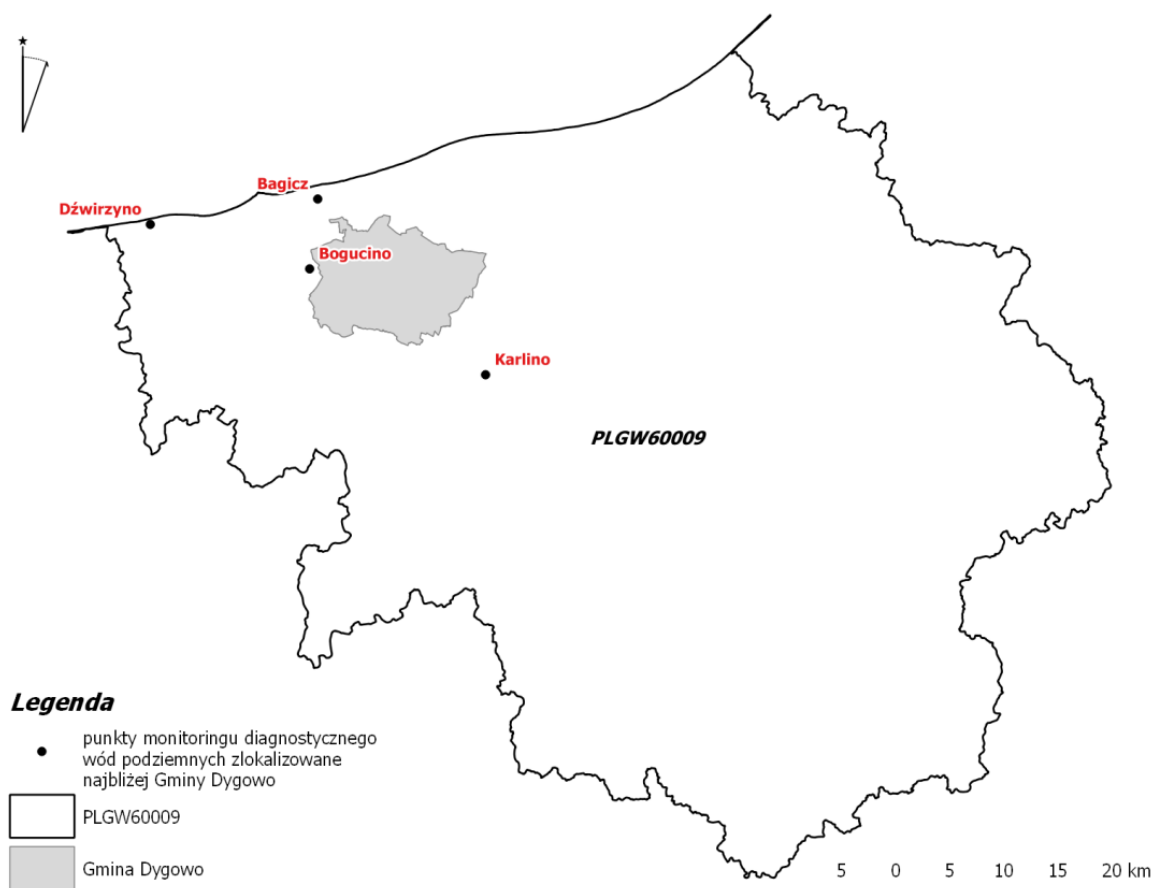 Bagicz
Dźwirzyno
Bogucino
Karlino
PLGW60009
Legenda
punkty monitoringu diagnostycznego
wód podziemnych zlokalizowane
najbliżej Gminy Dygowo
PLGW60009
Gmina Dygowo
5 0 5 10 15 20 km